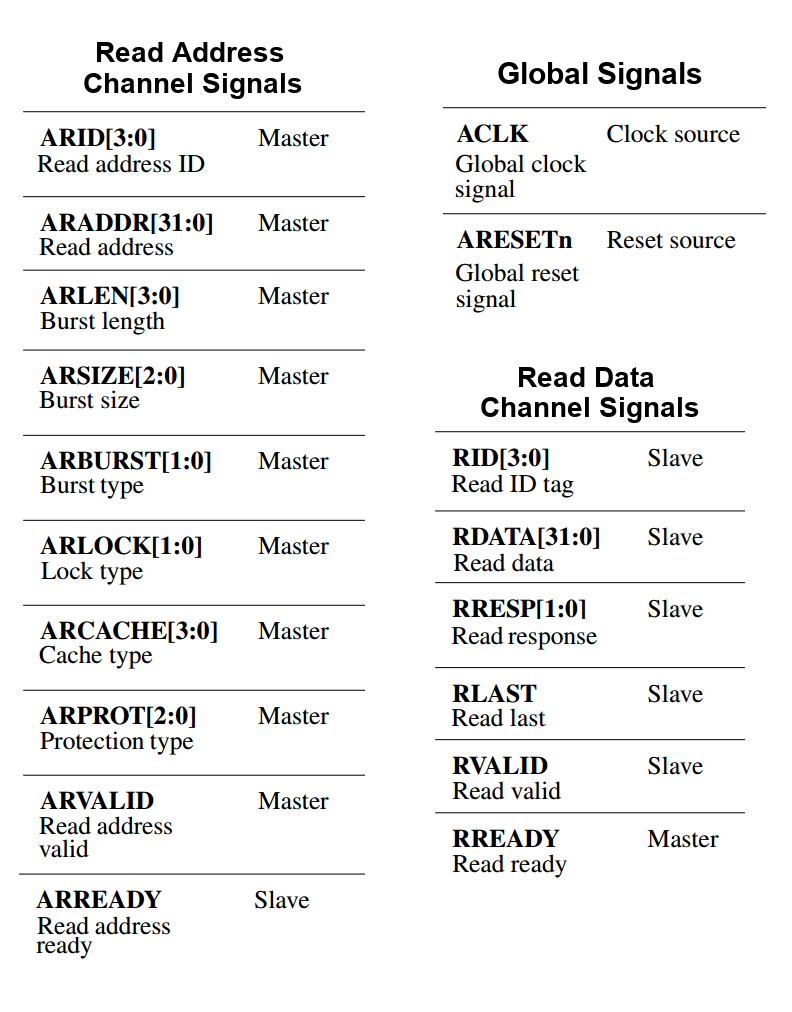 Read Address
Channel Signals
ARID[3:0] Master
Read address ID
ARADDR[31:0] Master
Read address
ARLEN[3:0] Master
Burst length
ARSIZE[2:0] Master
Burst size
ARBURST[1:0] Master
Burst type
ARLOCK[1:0] Master
Lock type
ARCACHE[3:0] Master
Cache type
ARPROT[2:0] Master
Protection type
ARVALID Master
Read address
valid
ARREADY Slave
Read address
ready
Global Signals
ACLK Clock source
Global clock
signal
ARESETn Reset source
Global reset
signal
Read Data
Channel Signals
RID[3:0] Slave
Read ID tag
RDATA[31:0] Slave
Read data
RRESP[1:0] Slave
Read response
RLAST Slave
Read last
RVALID Slave
Read valid
RREADY Master
Read ready